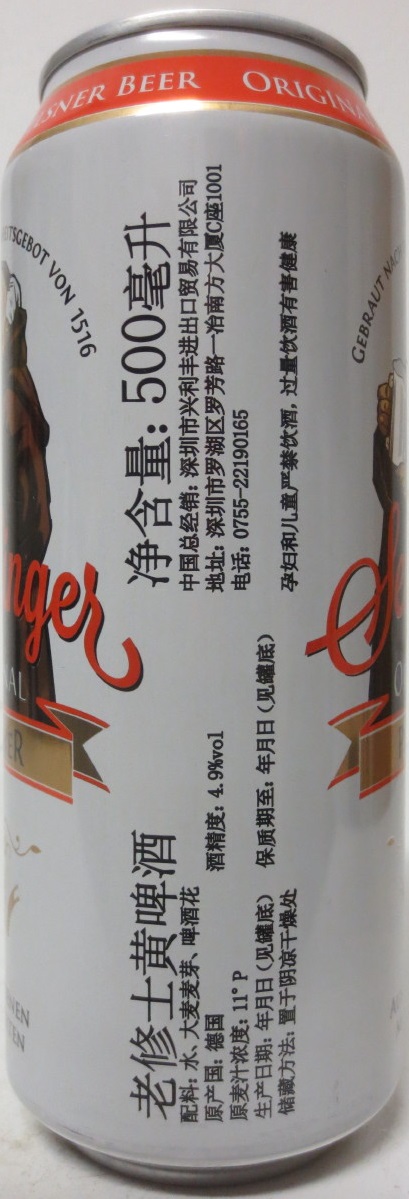 SNER BEER ORIGINA
EITSGEBOT VON 1516
GEBRAUT NACH
nger
AL
ER
老修士黄啤酒
配料：水、大麦麦芽、啤酒花
原产国：德国 酒精度：4.9%vol
原麦汁浓度：11°P
生产日期：年月日（见罐底） 保质期至：年月日（见罐底）
储藏方法：置于阴凉干燥处
净含量：500毫升
中国总经销：深圳市兴利丰进出口贸易有限公司
地址：深圳市罗湖区罗芳路一冶南方大厦C座1001
电话：0755-22190165
孕妇和儿童严禁饮酒，过量饮酒有害健康